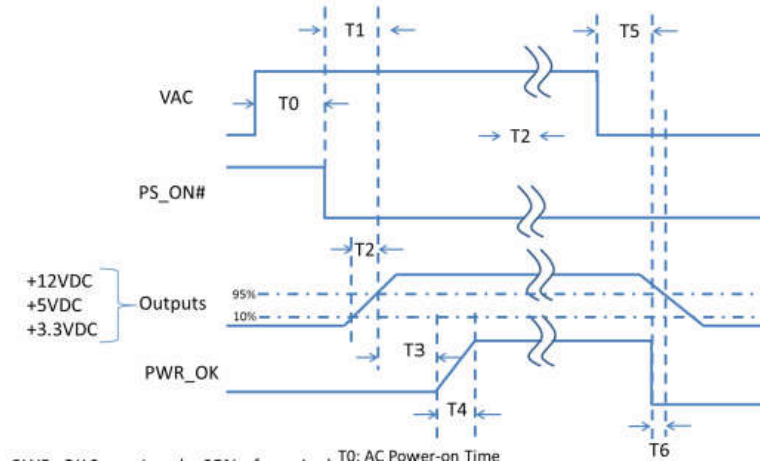 T1
T5
VAC
T0
T2
PS_ON#
T2
+12VDC
+5VDC
+3.3VDC
Outputs
95%
10%
T3
PWR_OK
T4
T6
T0: AC Power-on Time